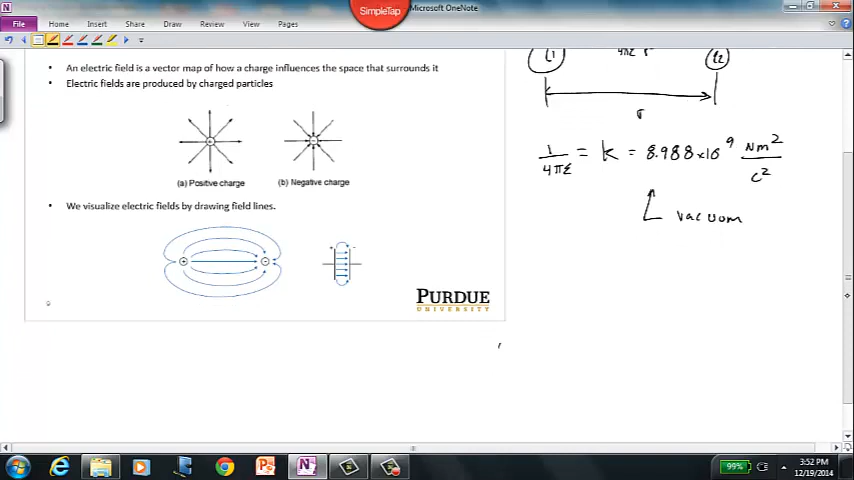 SimpleTap
Microsoft OneNote
File Home Insert Share Draw Review View Pages
• An electric field is a vector map of how a charge influences the space that surrounds it
• Electric fields are produced by charged particles
(a) Positive charge (b) Negative charge
• We visualize electric fields by drawing field lines.
+ -
+ -
9
PURDUE
UNIVERSITY
4πε r
r
1/4πε = k = 8.988×10⁹ Nm²/C²
vacuum
99%
3:52 PM
12/19/2014